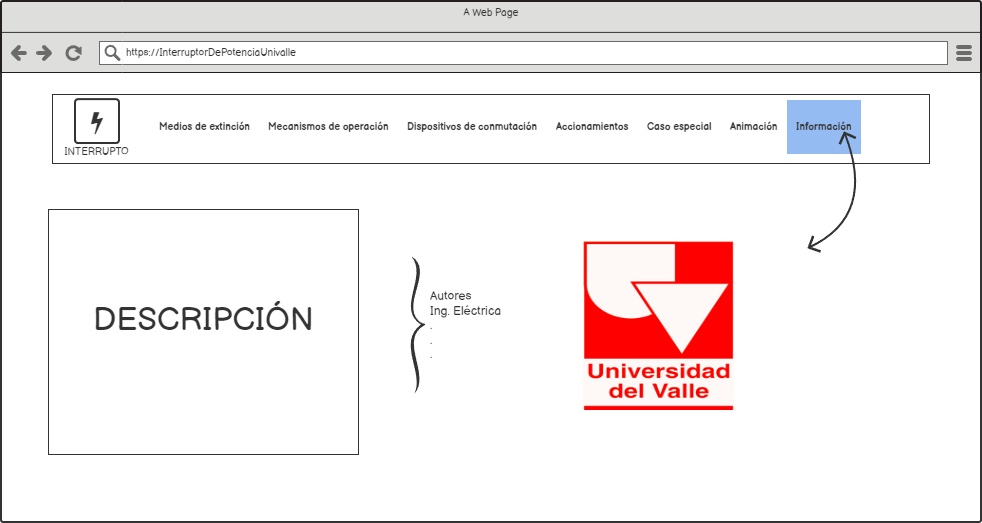 A Web Page
https://InterruptorDePotenciaUnivalle
INTERRUPTO
Medios de extinción
Mecanismos de operación
Dispositivos de conmutación
Accionamientos
Caso especial
Animación
Información
DESCRIPCIÓN
Autores
Ing. Eléctrica
.
.
.
Universidad
del Valle